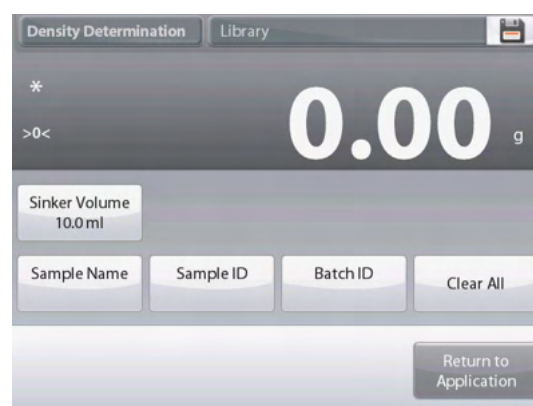 Density Determination Library
*
>0<
0.00 g
Sinker Volume
10.0 ml
Sample Name Sample ID Batch ID Clear All
Return to
Application